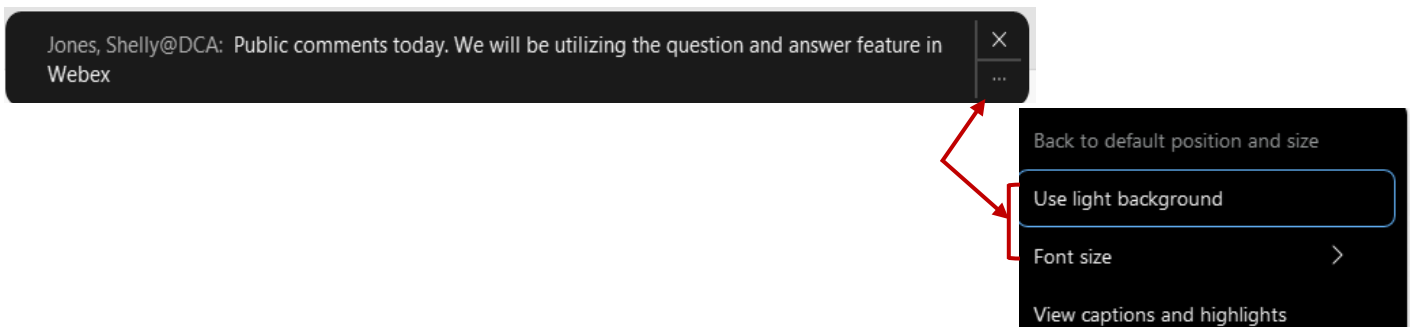 Jones, Shelly@DCA: Public comments today. We will be utilizing the question and answer feature in
Webex
Back to default position and size
Use light background
Font size
View captions and highlights